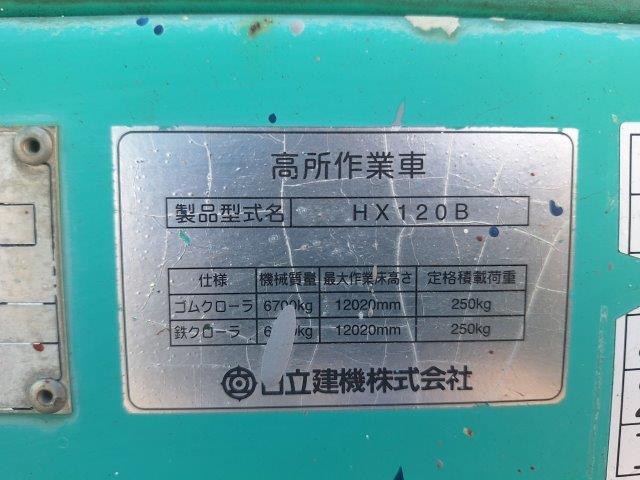 高所作業車
製品型式名 HX120B
仕様 機械質量 最大作業床高さ 定格積載荷重
ゴムクローラ 6700kg 12020mm 250kg
鉄クローラ 12020mm 250kg
日立建機株式会社